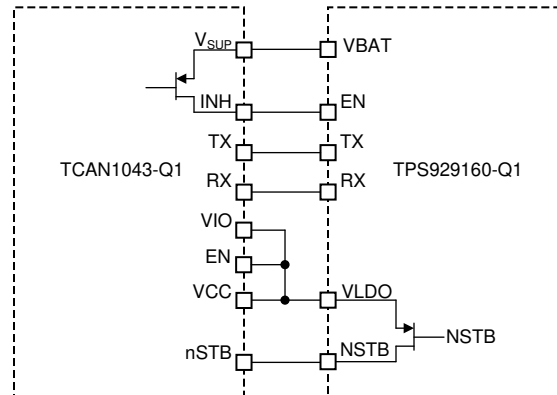 VSUP VBAT
INH EN
TX TX
TCAN1043-Q1 TPS929160-Q1
RX RX
VIO
EN
VCC VLDO
NSTB
nSTB NSTB